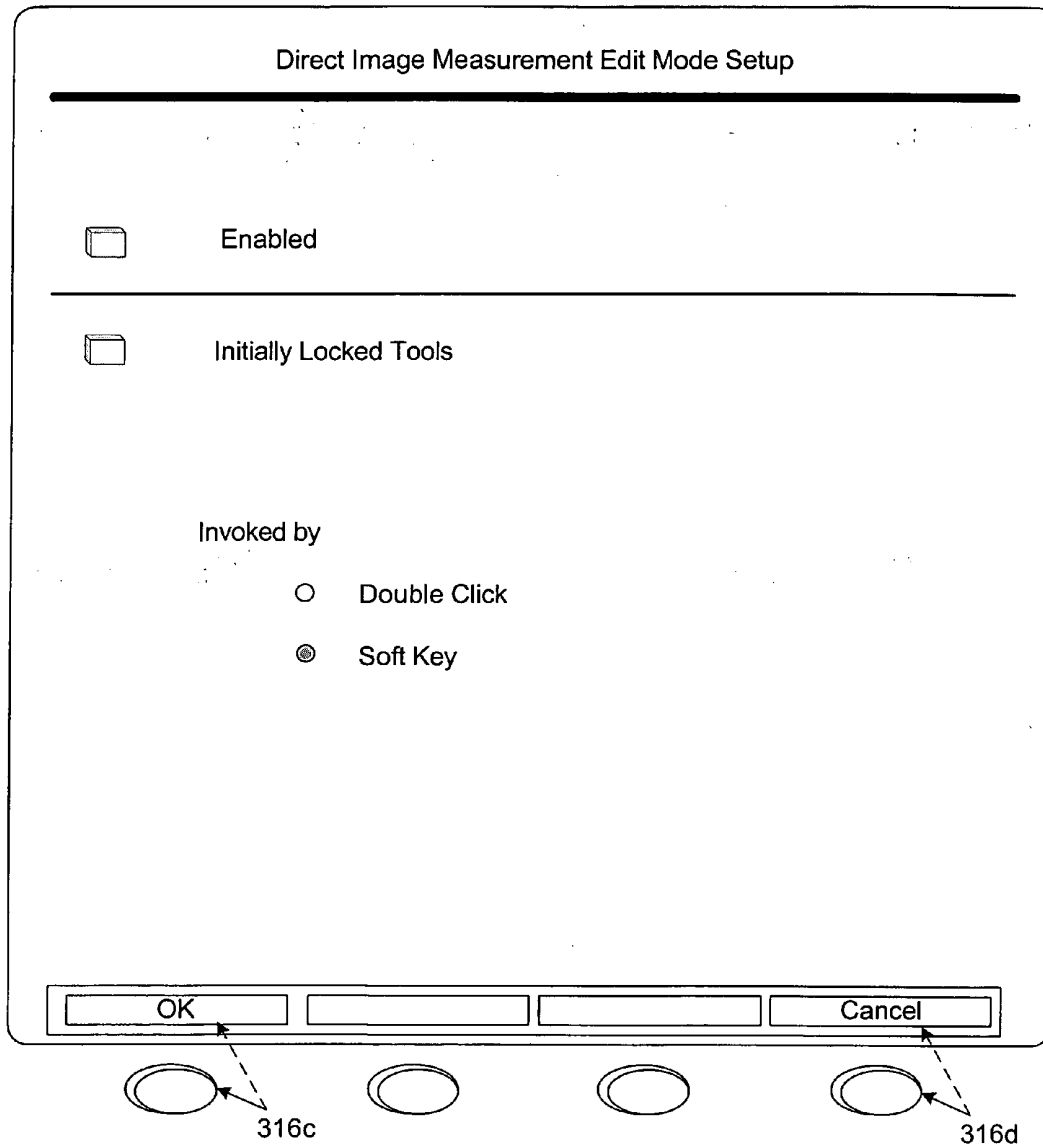 Direct Image Measurement Edit Mode Setup
Enabled
Initially Locked Tools
Invoked by
Double Click
Soft Key
OK
Cancel
316c
316d